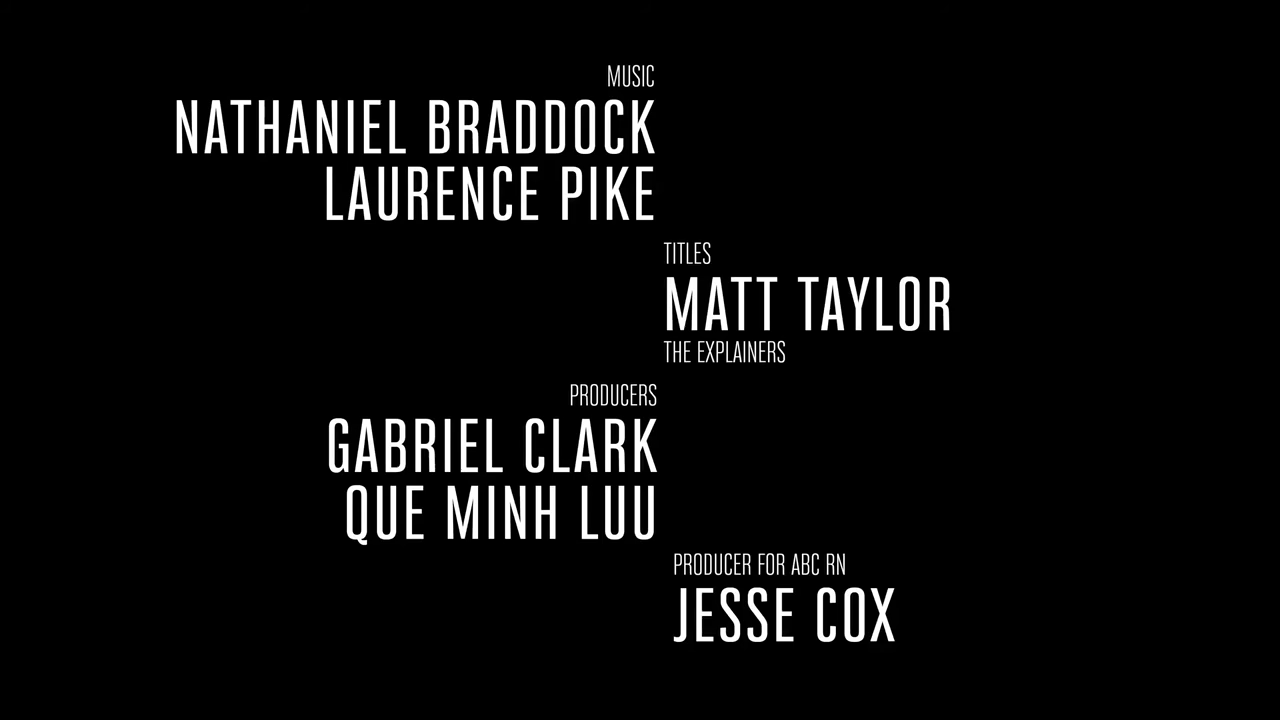 MUSIC
NATHANIEL BRADDOCK
LAURENCE PIKE
TITLES
MATT TAYLOR
THE EXPLAINERS
PRODUCERS
GABRIEL CLARK
QUE MINH LUU
PRODUCER FOR ABC RN
JESSE COX